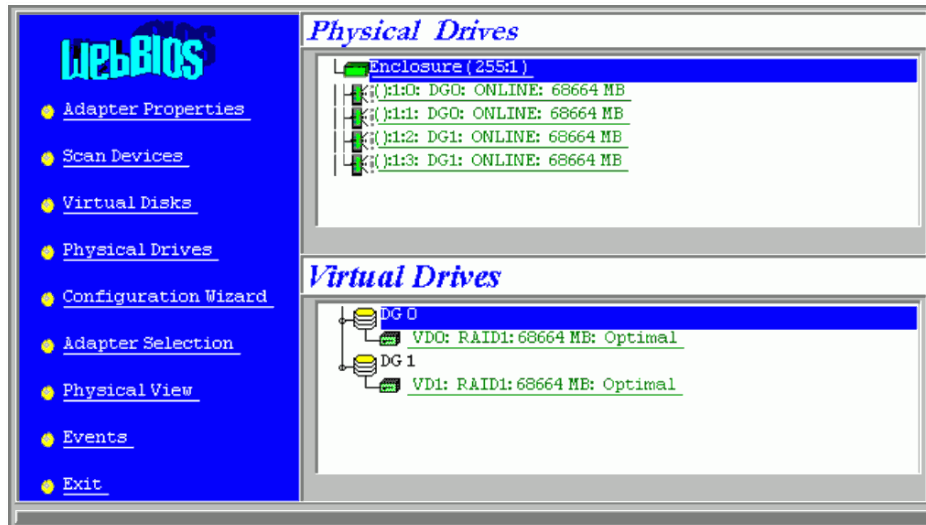 WebBIOS
Adapter Properties
Scan Devices
Virtual Disks
Physical Drives
Configuration Wizard
Adapter Selection
Physical View
Events
Exit
Physical Drives
Enclosure(255:1)
():1:0: DG0: ONLINE: 68664 MB
():1:1: DG0: ONLINE: 68664 MB
():1:2: DG1: ONLINE: 68664 MB
():1:3: DG1: ONLINE: 68664 MB
Virtual Drives
DG 0
VD0: RAID1: 68664 MB: Optimal
DG 1
VD1: RAID1: 68664 MB: Optimal